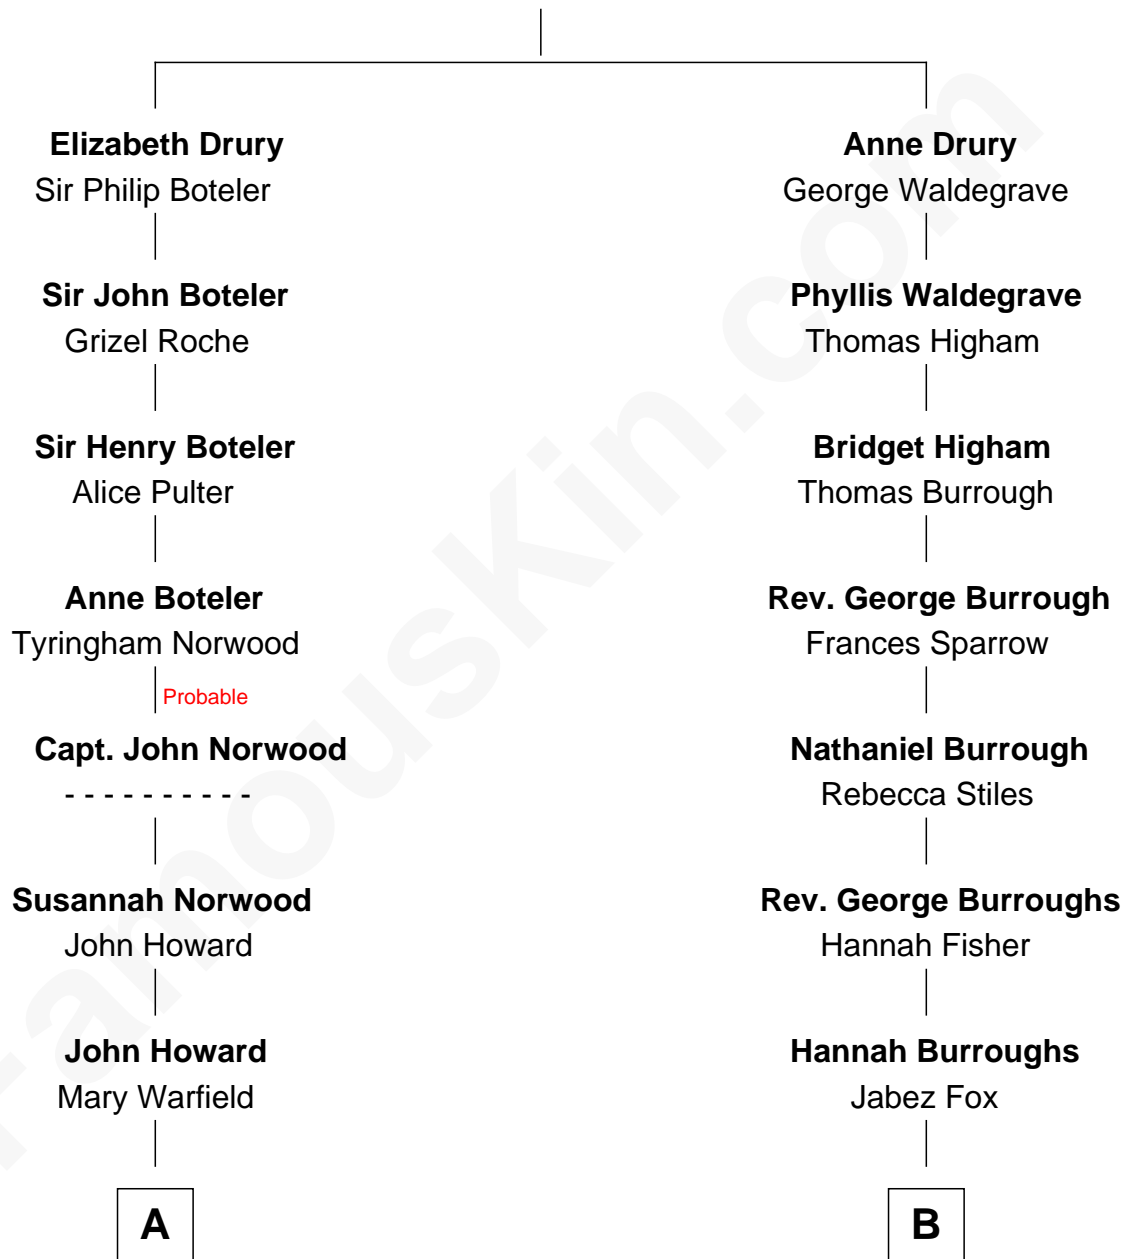 Elizabeth Drury
Sir Philip Boteler
Anne Drury
George Waldegrave
Sir John Boteler
Grizel Roche
Phyllis Waldegrave
Thomas Higham
Sir Henry Boteler
Alice Pulter
Bridget Higham
Thomas Burrough
Anne Boteler
Tyringham Norwood
Rev. George Burrough
Frances Sparrow
Probable
Capt. John Norwood
- - - - - - - - - -
Nathaniel Burrough
Rebecca Stiles
Susannah Norwood
John Howard
Rev. George Burroughs
Hannah Fisher
John Howard
Mary Warfield
Hannah Burroughs
Jabez Fox
A
B
FamousKin.com